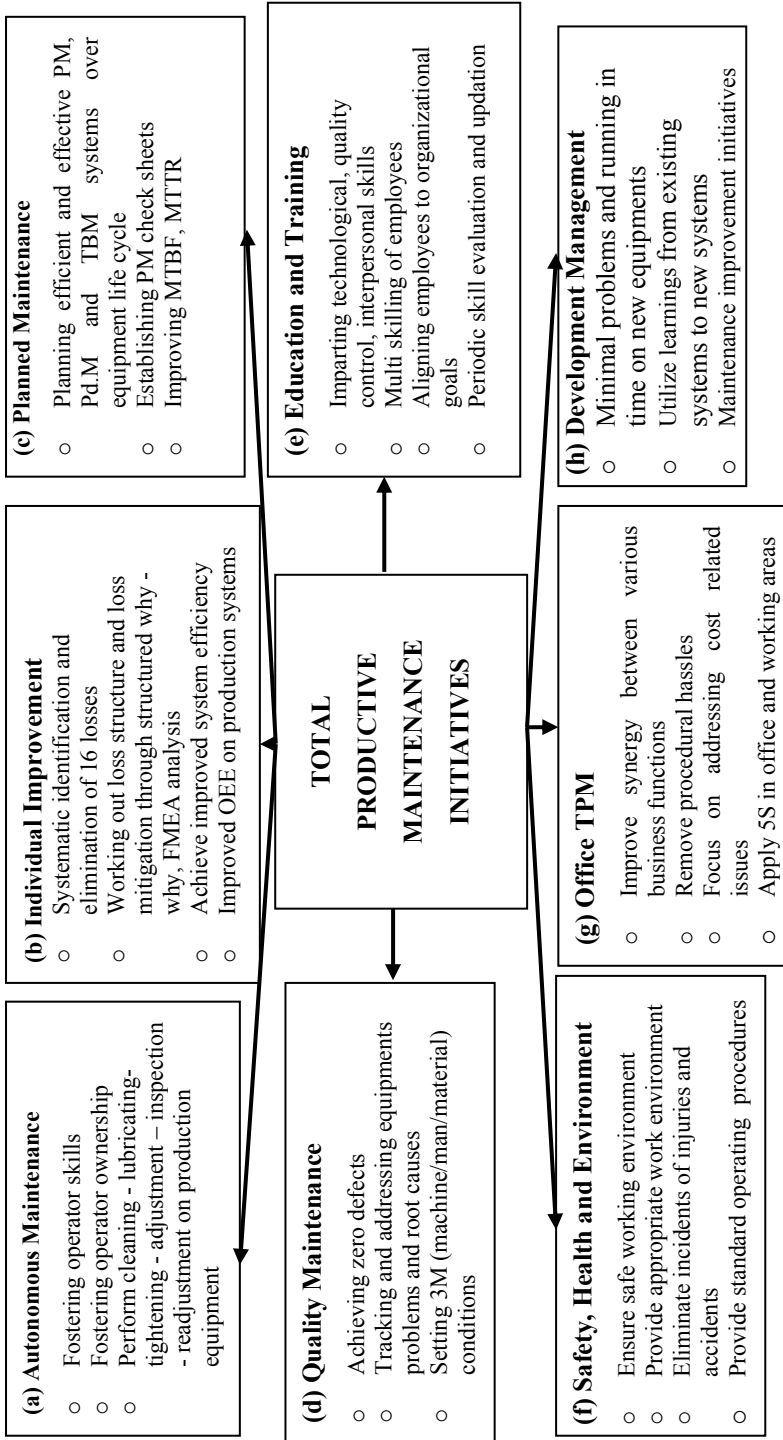 (a) Autonomous Maintenance
○ Fostering operator skills
○ Fostering operator ownership
○ Perform cleaning - lubricating-
tightening - adjustment – inspection
- readjustment on production
equipment
(b) Individual Improvement
○ Systematic identification and
elimination of 16 losses
○ Working out loss structure and loss
mitigation through structured why -
why, FMEA analysis
○ Achieve improved system efficiency
○ Improved OEE on production systems
(c) Planned Maintenance
○ Planning efficient and effective PM,
Pd.M and TBM systems over
equipment life cycle
○ Establishing PM check sheets
○ Improving MTBF, MTTR
(d) Quality Maintenance
○ Achieving zero defects
○ Tracking and addressing equipments
problems and root causes
○ Setting 3M (machine/man/material)
conditions
TOTAL
PRODUCTIVE
MAINTENANCE
INITIATIVES
(e) Education and Training
○ Imparting technological, quality
control, interpersonal skills
○ Multi skilling of employees
○ Aligning employees to organizational
goals
○ Periodic skill evaluation and updation
(f) Safety, Health and Environment
○ Ensure safe working environment
○ Provide appropriate work environment
○ Eliminate incidents of injuries and
accidents
○ Provide standard operating procedures
(g) Office TPM
○ Improve synergy between various
business functions
○ Remove procedural hassles
○ Focus on addressing cost related
issues
○ Apply 5S in office and working areas
(h) Development Management
○ Minimal problems and running in
time on new equipments
○ Utilize learnings from existing
systems to new systems
○ Maintenance improvement initiatives